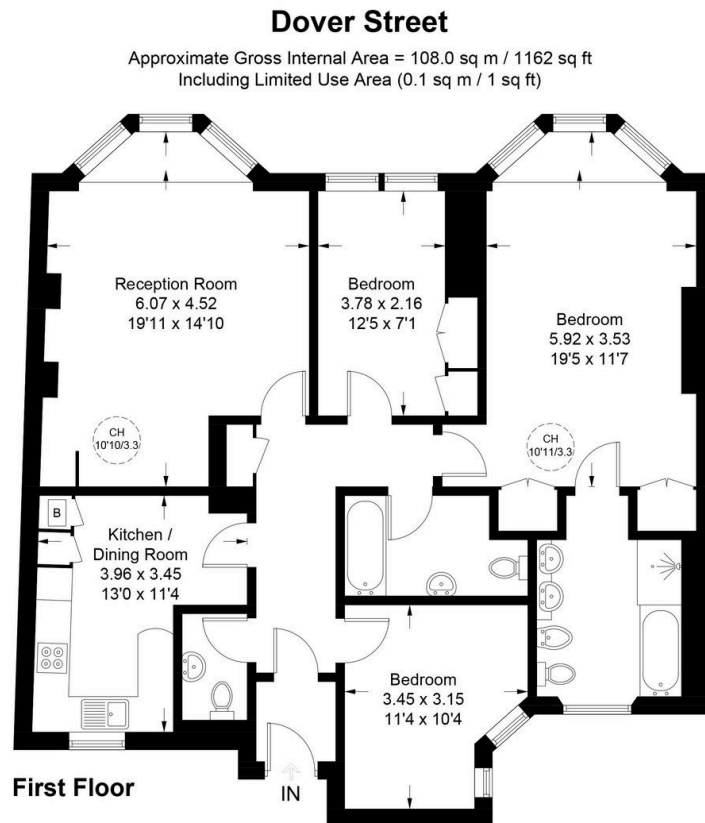 Dover Street
Approximate Gross Internal Area = 108.0 sq m / 1162 sq ft
Including Limited Use Area (0.1 sq m / 1 sq ft)
Reception Room
6.07 x 4.52
19'11 x 14'10
Bedroom
3.78 x 2.16
12'5 x 7'1
Bedroom
5.92 x 3.53
19'5 x 11'7
CH
10'10/3.3
CH
10'11/3.3
B
Kitchen /
Dining Room
3.96 x 3.45
13'0 x 11'4
Bedroom
3.45 x 3.15
11'4 x 10'4
First Floor
IN